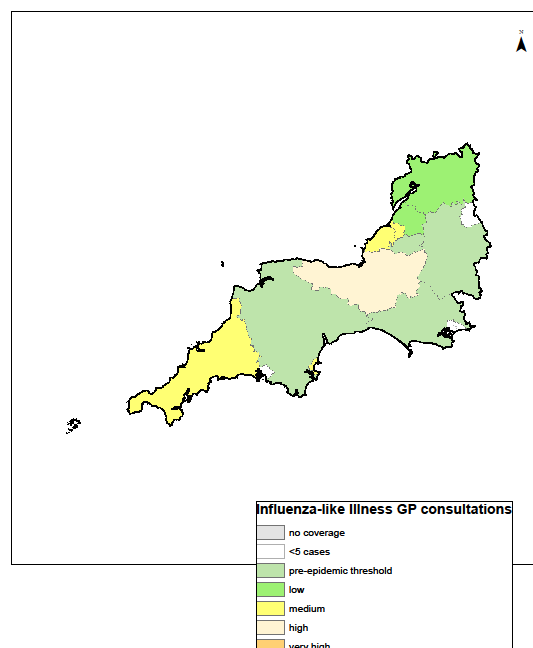 N
Influenza-like Illness GP consultations
no coverage
<5 cases
pre-epidemic threshold
low
medium
high
very high